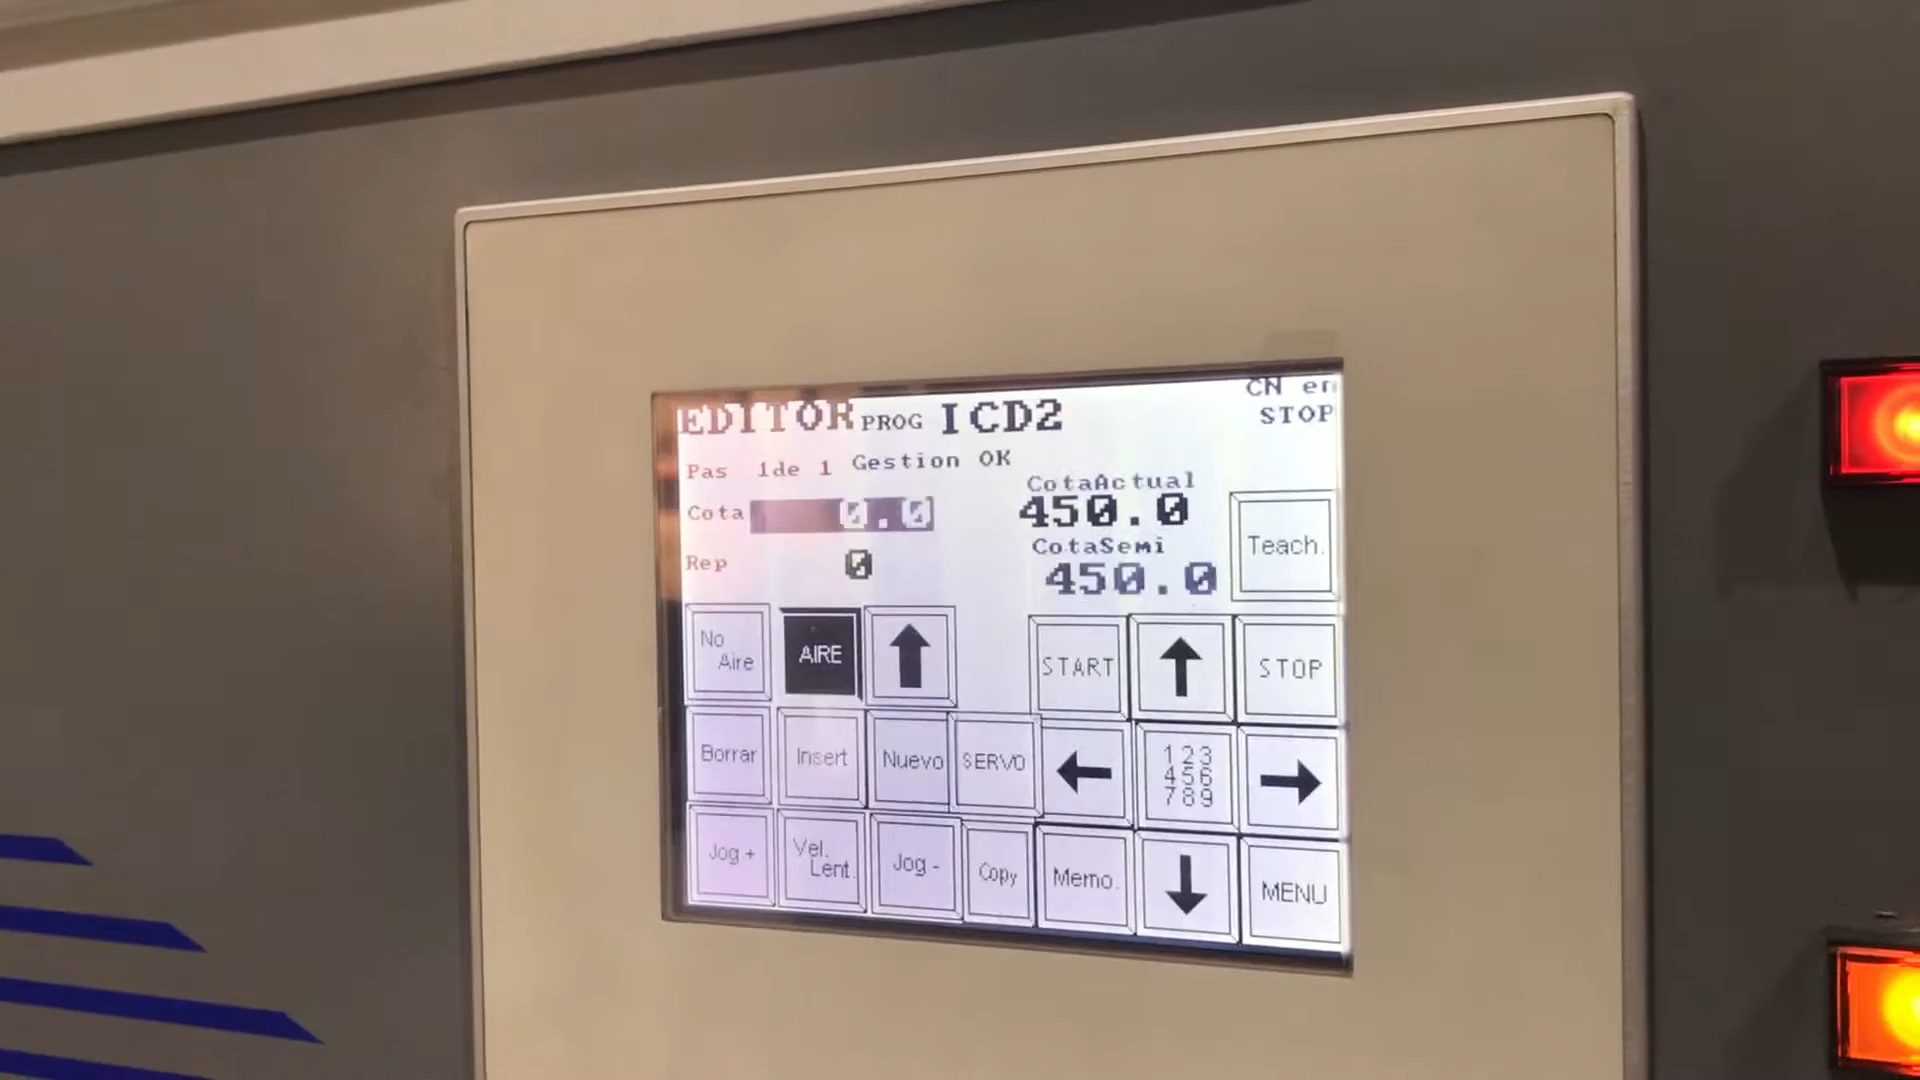 EDITOR PROG ICD2
CN en
STOP
Pas 1de 1 Gestion OK
CotaActual
Cota 0.0 450.0
CotaSemi
Rep 0 450.0
Teach.
No Aire
AIRE
START
STOP
Borrar
Insert
Nuevo
SERVO
123
456
789
Jog +
Vel. Lent.
Jog -
Copy
Memo.
MENU